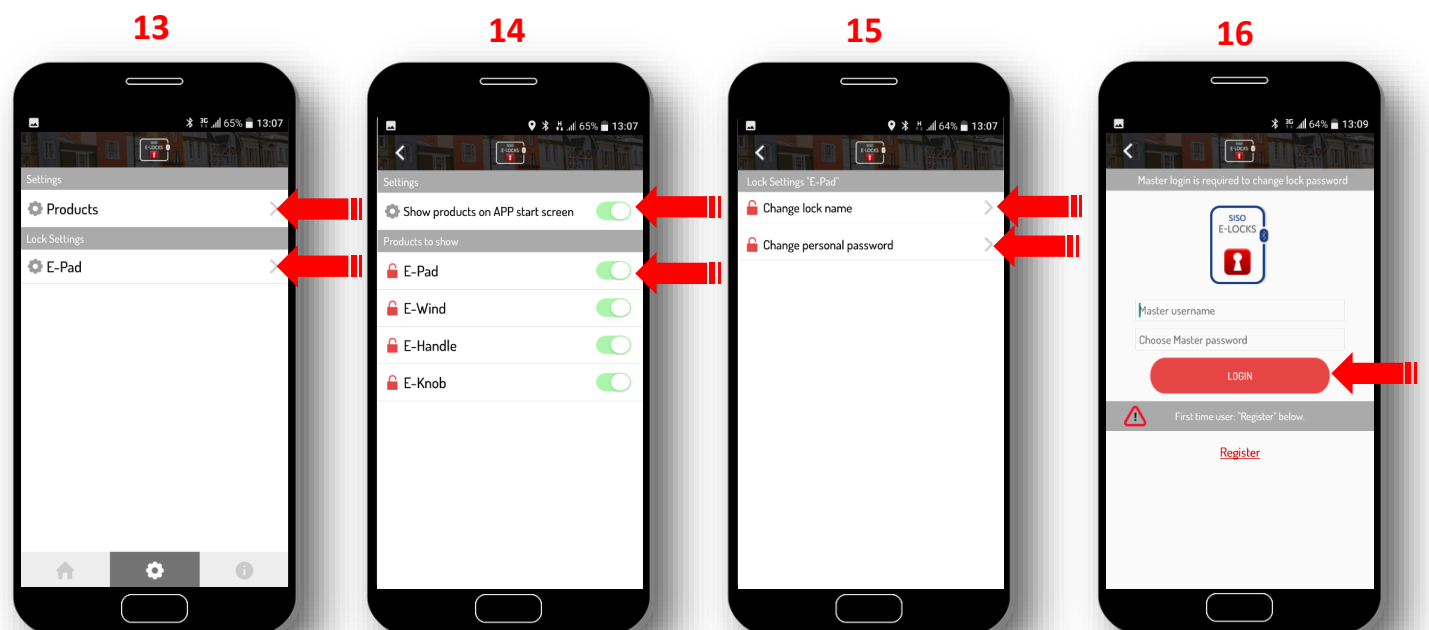 13
14
15
16
65% 13:07
Settings
Products
Lock Settings
E-Pad
65% 13:07
Settings
Show products on APP start screen
Products to show
E-Pad
E-Wind
E-Handle
E-Knob
64% 13:07
Lock Settings "E-Pad"
Change lock name
Change personal password
3G 64% 13:09
Master login is required to change lock password
SISO
E-LOCKS
Master username
Choose Master password
LOGIN
First time user: "Register" below.
Register